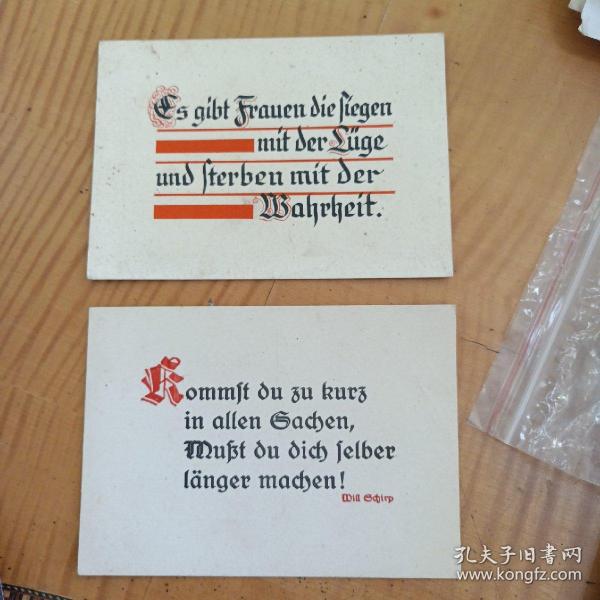 Es gibt Frauen die siegen
mit der Lüge
und sterben mit der
Wahrheit.
Kommst du zu kurz
in allen Sachen,
Mußt du dich selber
länger machen!
Will Schirp
孔夫子旧书网
www.kongfz.com